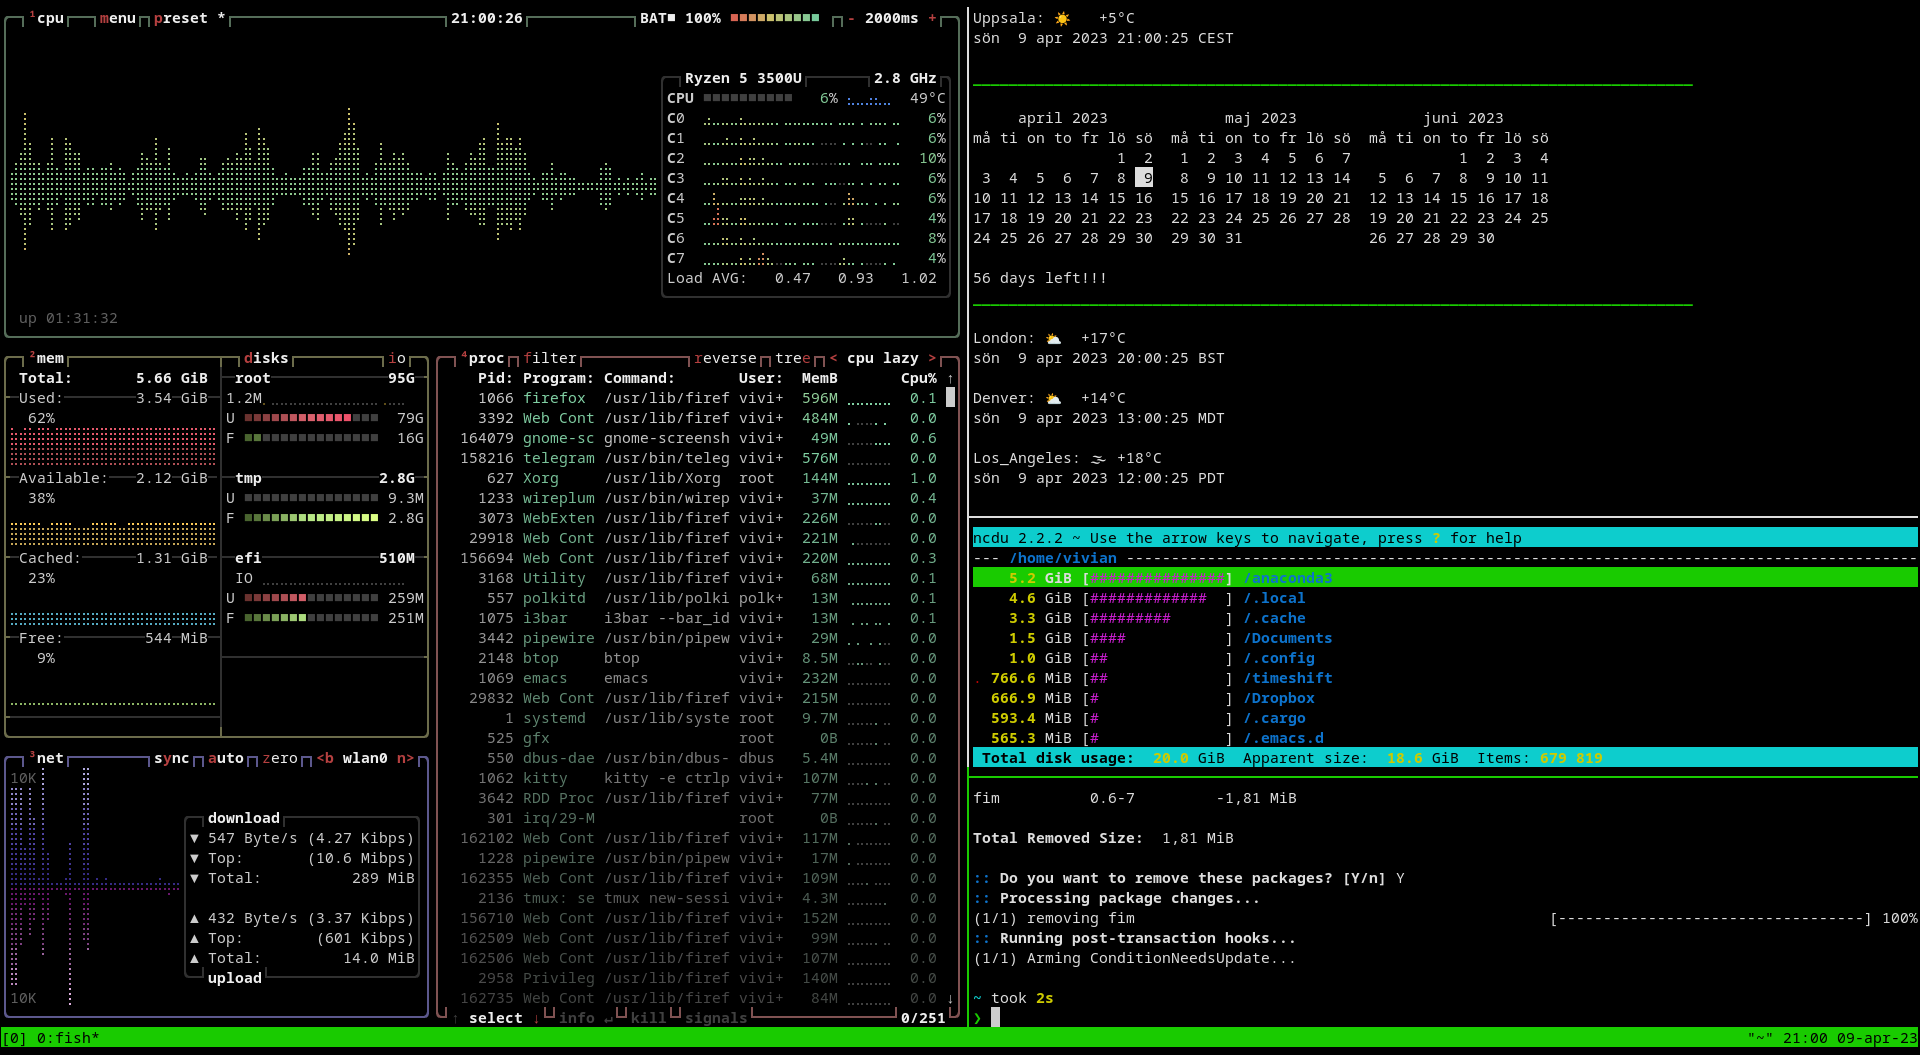 ¹cpu menu preset * 21:00:26 BAT■ 100% - 2000ms +
Ryzen 5 3500U 2.8 GHz
CPU 6% 49°C
C0 6%
C1 6%
C2 10%
C3 6%
C4 6%
C5 4%
C6 8%
C7 4%
Load AVG: 0.47 0.93 1.02
up 01:31:32
²mem disks io
Total: 5.66 GiB
Used: 3.54 GiB
62%
Available: 2.12 GiB
38%
Cached: 1.31 GiB
23%
Free: 544 MiB
9%
root 95G
1.2M
U 79G
F 16G
tmp 2.8G
U 9.3M
F 2.8G
efi 510M
IO
U 259M
F 251M
³net sync auto zero <b wlan0 n>
10K
download
▼ 547 Byte/s (4.27 Kibps)
▼ Top: (10.6 Mibps)
▼ Total: 289 MiB
▲ 432 Byte/s (3.37 Kibps)
▲ Top: (601 Kibps)
▲ Total: 14.0 MiB
upload
10K
⁴proc filter reverse tree < cpu lazy >
Pid: Program: Command: User: MemB Cpu% ↑
1066 firefox /usr/lib/firef vivi+ 596M 0.1
3392 Web Cont /usr/lib/firef vivi+ 484M 0.0
164079 gnome-sc gnome-screensh vivi+ 49M 0.6
158216 telegram /usr/bin/teleg vivi+ 576M 0.0
627 Xorg /usr/lib/Xorg root 144M 1.0
1233 wireplum /usr/bin/wirep vivi+ 37M 0.4
3073 WebExten /usr/lib/firef vivi+ 226M 0.0
29918 Web Cont /usr/lib/firef vivi+ 221M 0.0
156694 Web Cont /usr/lib/firef vivi+ 220M 0.3
3168 Utility /usr/lib/firef vivi+ 68M 0.1
557 polkitd /usr/lib/polki polk+ 13M 0.1
1075 i3bar i3bar --bar_id vivi+ 13M 0.1
3442 pipewire /usr/bin/pipew vivi+ 29M 0.0
2148 btop btop vivi+ 8.5M 0.0
1069 emacs emacs vivi+ 232M 0.0
29832 Web Cont /usr/lib/firef vivi+ 215M 0.0
1 systemd /usr/lib/syste root 9.7M 0.0
525 gfx root 0B 0.0
550 dbus-dae /usr/bin/dbus- dbus 5.4M 0.0
1062 kitty kitty -e ctrlp vivi+ 107M 0.0
3642 RDD Proc /usr/lib/firef vivi+ 77M 0.0
301 irq/29-M root 0B 0.0
162102 Web Cont /usr/lib/firef vivi+ 117M 0.0
1228 pipewire /usr/bin/pipew vivi+ 17M 0.0
162355 Web Cont /usr/lib/firef vivi+ 109M 0.0
2136 tmux: se tmux new-sessi vivi+ 4.3M 0.0
156710 Web Cont /usr/lib/firef vivi+ 152M 0.0
162509 Web Cont /usr/lib/firef vivi+ 99M 0.0
162506 Web Cont /usr/lib/firef vivi+ 107M 0.0
2958 Privileg /usr/lib/firef vivi+ 140M 0.0
162735 Web Cont /usr/lib/firef vivi+ 84M 0.0 ↓
↑ select ↓ info ↵ kill signals 0/251
Uppsala: ☀️ +5°C
sön 9 apr 2023 21:00:25 CEST
april 2023 maj 2023 juni 2023
må ti on to fr lö sö må ti on to fr lö sö må ti on to fr lö sö
1 2 1 2 3 4 5 6 7 1 2 3 4
3 4 5 6 7 8 9 8 9 10 11 12 13 14 5 6 7 8 9 10 11
10 11 12 13 14 15 16 15 16 17 18 19 20 21 12 13 14 15 16 17 18
17 18 19 20 21 22 23 22 23 24 25 26 27 28 19 20 21 22 23 24 25
24 25 26 27 28 29 30 29 30 31 26 27 28 29 30
56 days left!!!
London: ⛅ +17°C
sön 9 apr 2023 20:00:25 BST
Denver: ⛅ +14°C
sön 9 apr 2023 13:00:25 MDT
Los_Angeles: 🌫 +18°C
sön 9 apr 2023 12:00:25 PDT
ncdu 2.2.2 ~ Use the arrow keys to navigate, press ? for help
--- /home/vivian ----------------------------------------------------------------------------------------
5.2 GiB [###############] /anaconda3
4.6 GiB [############# ] /.local
3.3 GiB [######### ] /.cache
1.5 GiB [#### ] /Documents
1.0 GiB [## ] /.config
. 766.6 MiB [## ] /timeshift
666.9 MiB [# ] /Dropbox
593.4 MiB [# ] /.cargo
565.3 MiB [# ] /.emacs.d
Total disk usage: 20.0 GiB Apparent size: 18.6 GiB Items: 679 819
fim 0.6-7 -1,81 MiB
Total Removed Size: 1,81 MiB
:: Do you want to remove these packages? [Y/n] Y
:: Processing package changes...
(1/1) removing fim [----------------------------------] 100%
:: Running post-transaction hooks...
(1/1) Arming ConditionNeedsUpdate...
~ took 2s
❯
[0] 0:fish* "~" 21:00 09-apr-23